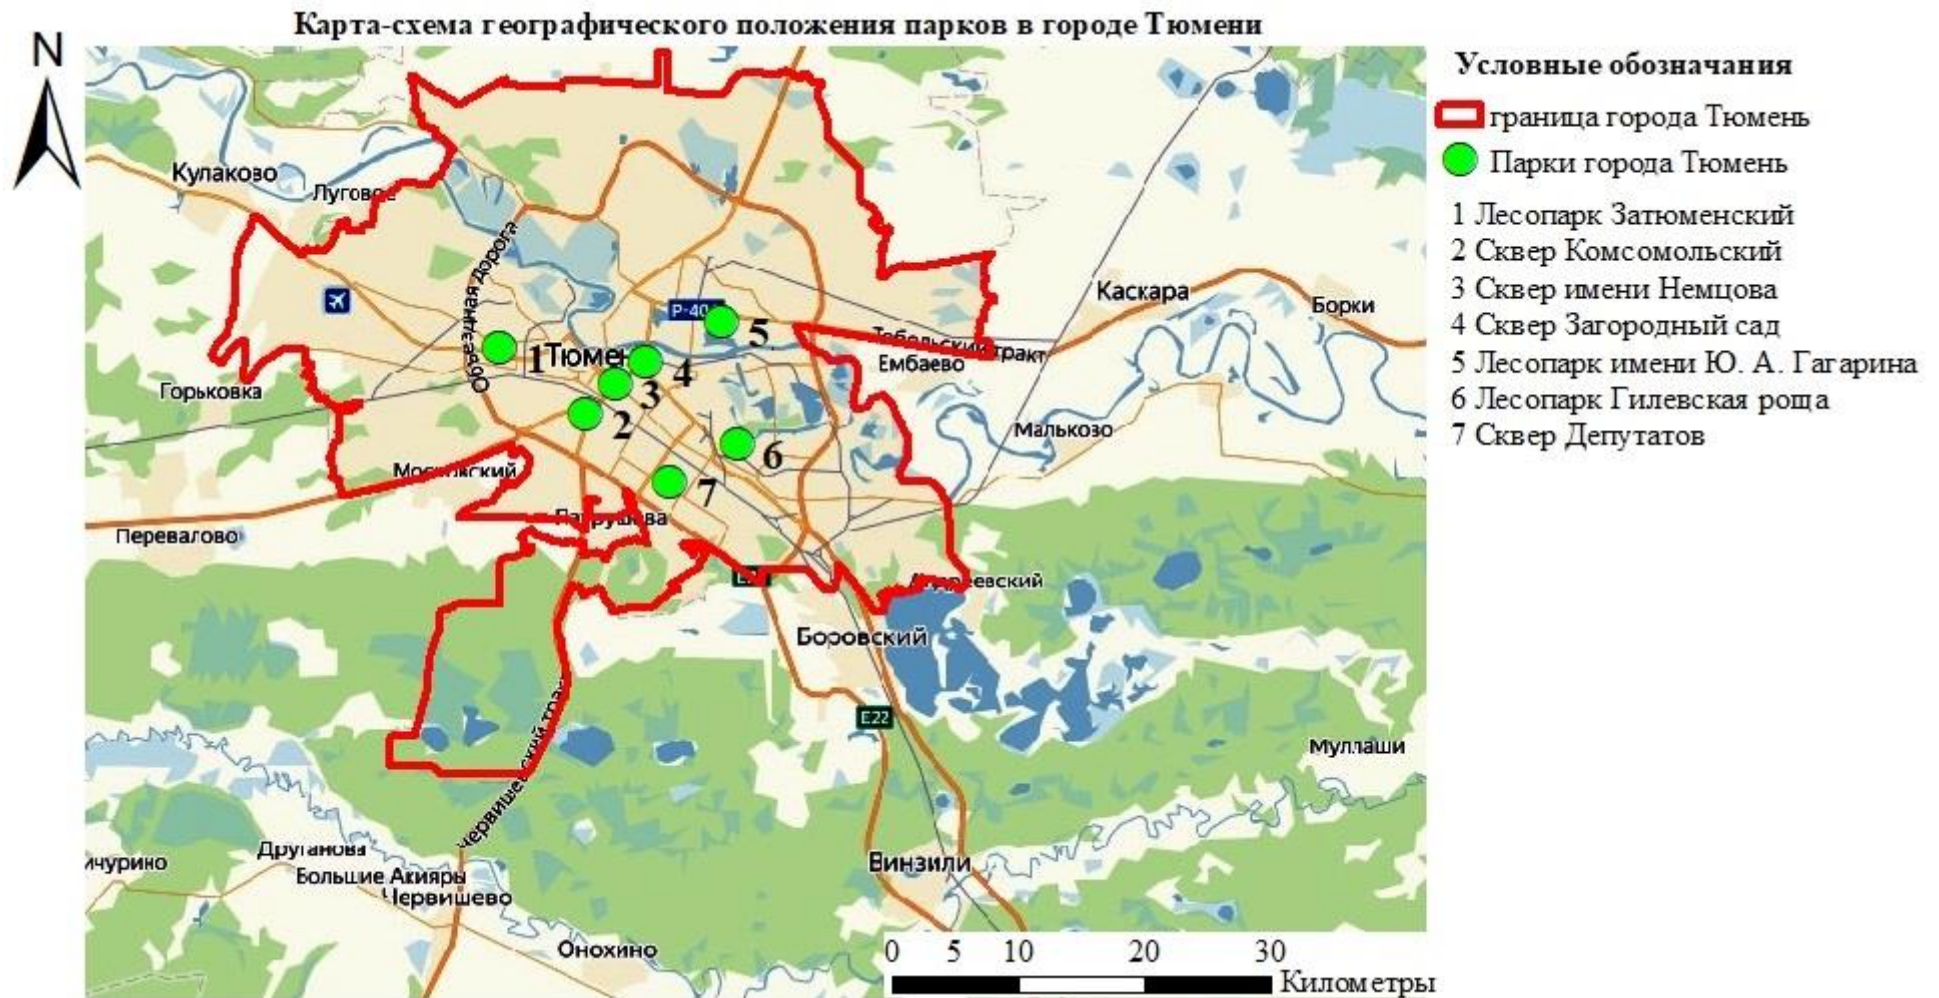 Карта-схема географического положения парков в городе Тюмени
N
Условные обозначания
граница города Тюмень
Парки города Тюмень
1 Лесопарк Затюменский
2 Сквер Комсомольский
3 Сквер имени Немцова
4 Сквер Загородный сад
5 Лесопарк имени Ю. А. Гагарина
6 Лесопарк Гилевская роща
7 Сквер Депутатов
Кулаково
Луговое
Объездная дорога
Каскара
Борки
Р-40
5
Тобольский тракт
1
Тюмен
4
Ембаево
Горьковка
3
2
Мальково
6
Московский
7
Патрушева
Перевалово
Андреевский
Боровский
E22
Червишевский тракт
Муллаши
ичурино
Друганова
Винзили
Большие Акияры
Червишево
Онохино
0 5 10 20 30
Километры